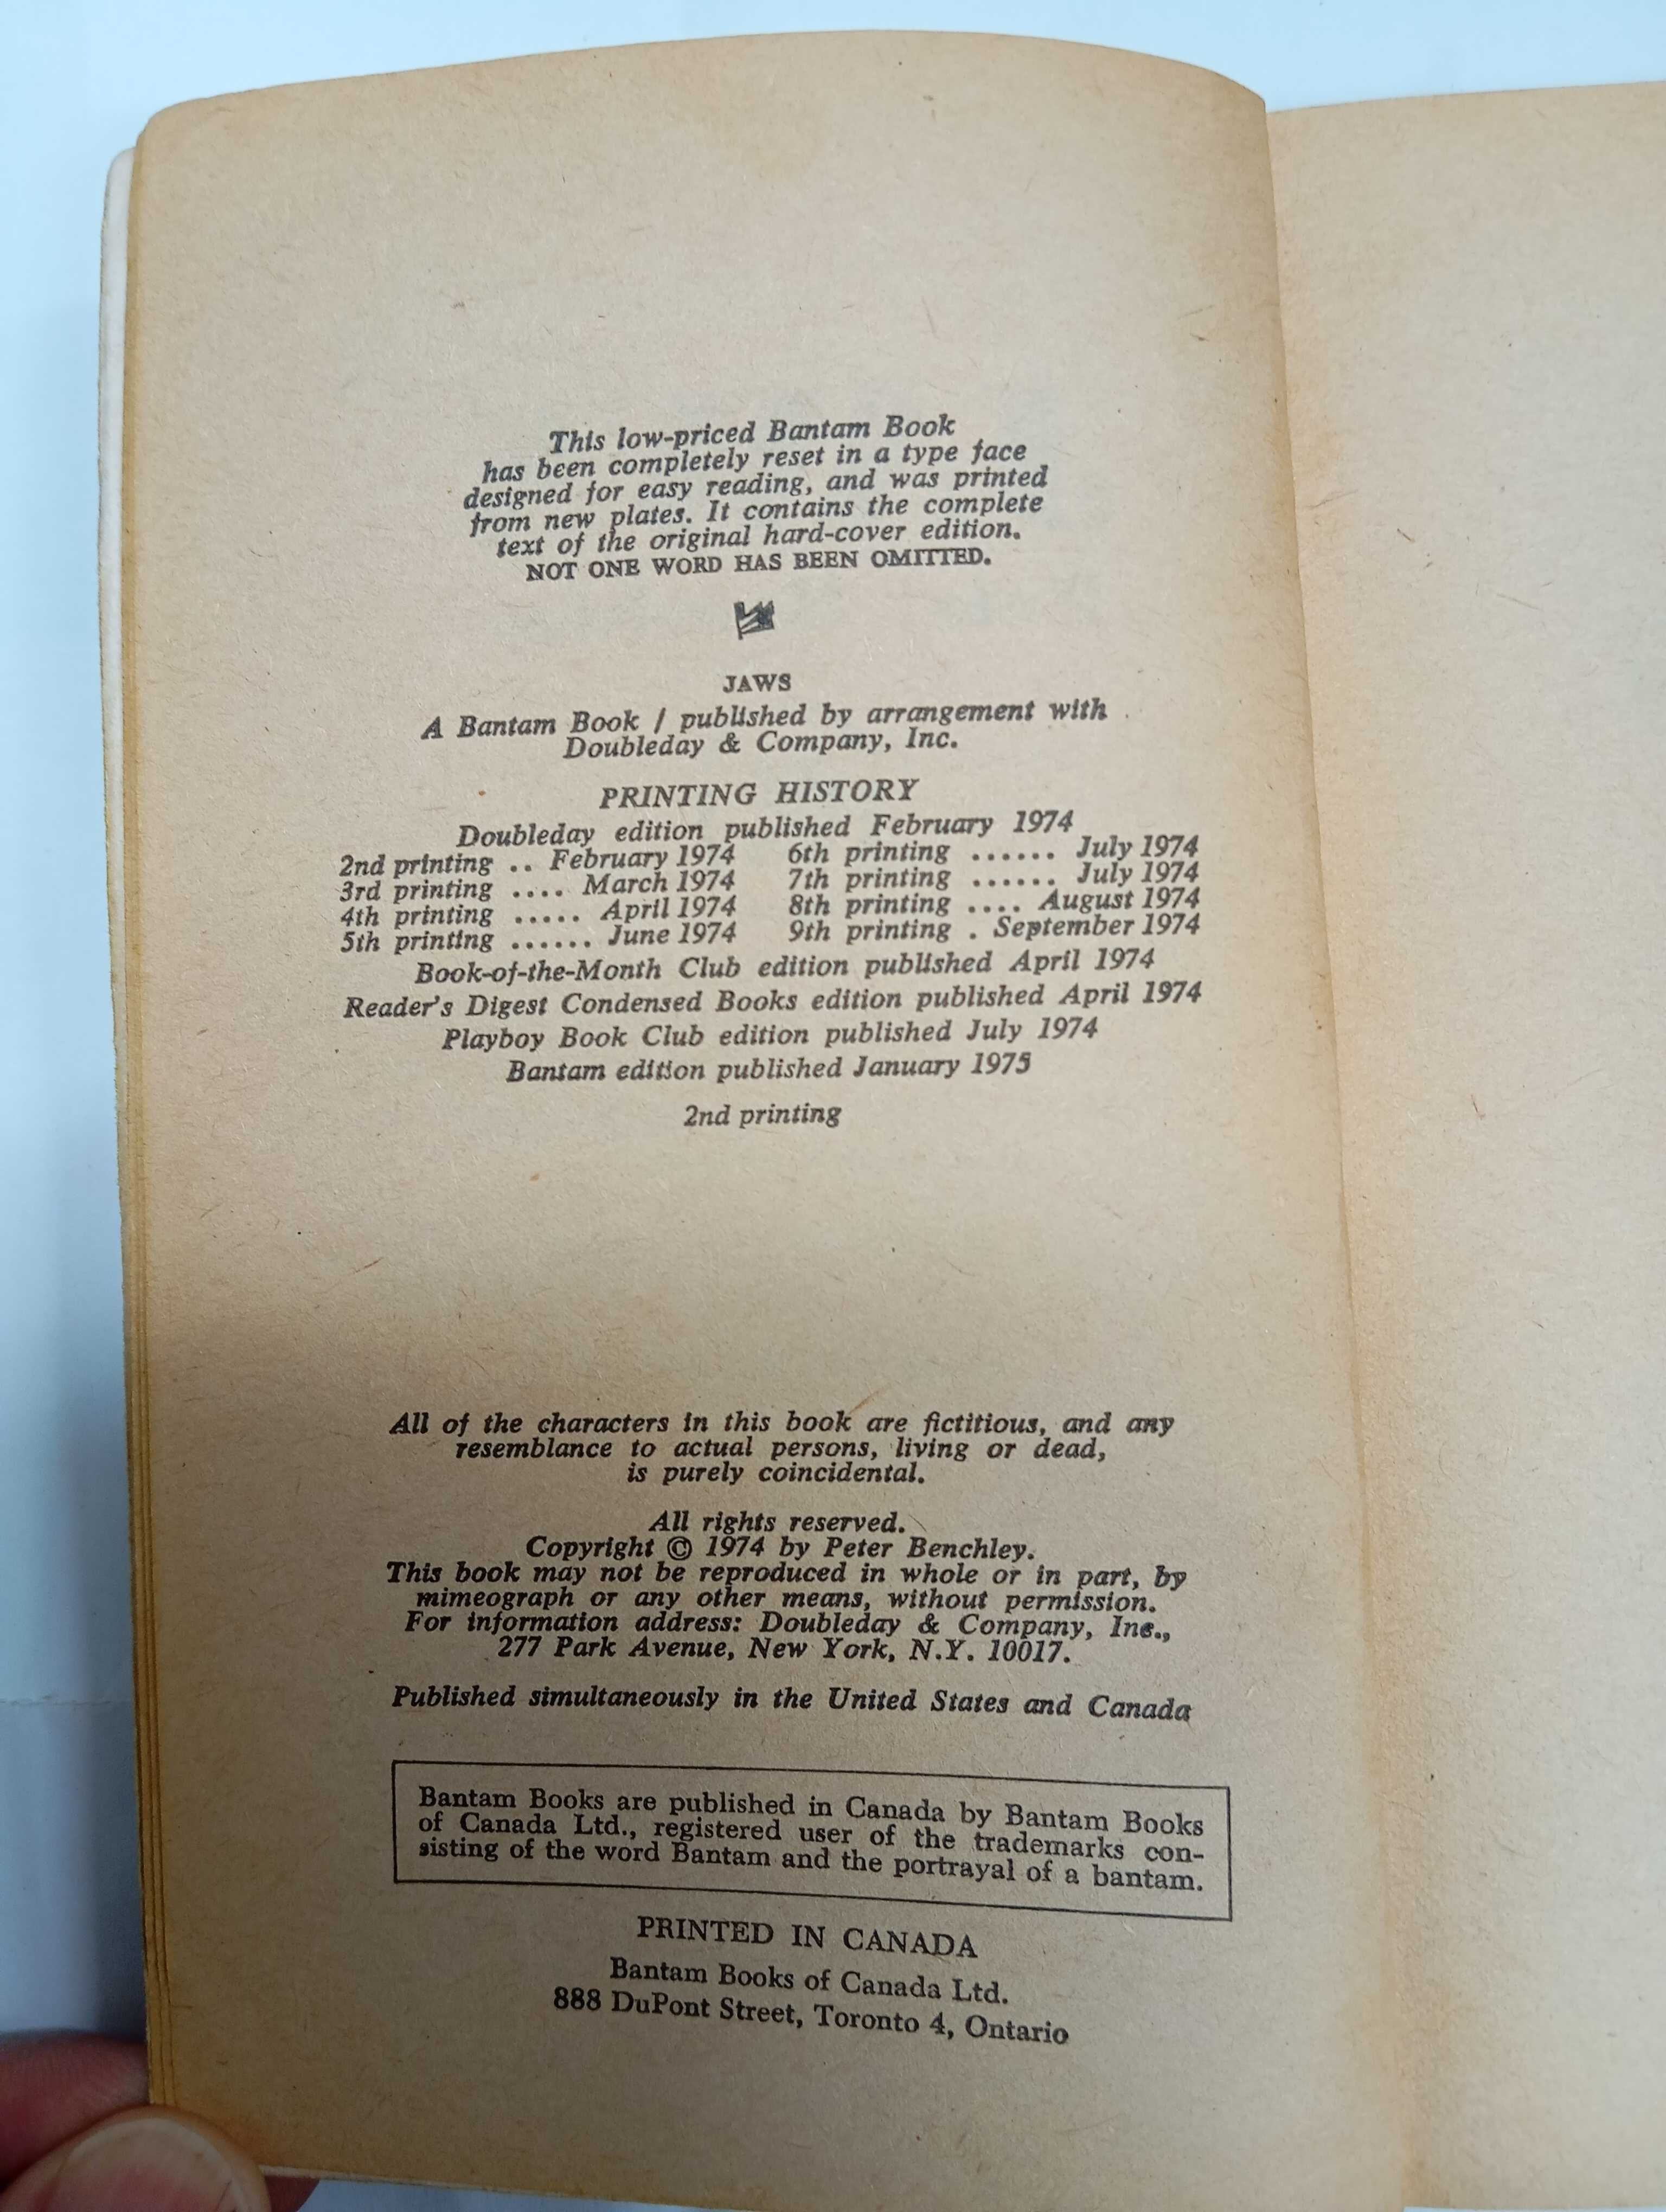 This low-priced Bantam Book
has been completely reset in a type face
designed for easy reading, and was printed
from new plates. It contains the complete
text of the original hard-cover edition.
NOT ONE WORD HAS BEEN OMITTED.
JAWS
A Bantam Book / published by arrangement with
Doubleday & Company, Inc.
PRINTING HISTORY
Doubleday edition published February 1974
2nd printing .. February 1974 6th printing ...... July 1974
3rd printing .... March 1974 7th printing ...... July 1974
4th printing ..... April 1974 8th printing .... August 1974
5th printing ...... June 1974 9th printing . September 1974
Book-of-the-Month Club edition published April 1974
Reader's Digest Condensed Books edition published April 1974
Playboy Book Club edition published July 1974
Bantam edition published January 1975
2nd printing
All of the characters in this book are fictitious, and any
resemblance to actual persons, living or dead,
is purely coincidental.
All rights reserved.
Copyright © 1974 by Peter Benchley.
This book may not be reproduced in whole or in part, by
mimeograph or any other means, without permission.
For information address: Doubleday & Company, Inc.,
277 Park Avenue, New York, N.Y. 10017.
Published simultaneously in the United States and Canada
Bantam Books are published in Canada by Bantam Books
of Canada Ltd., registered user of the trademarks con-
sisting of the word Bantam and the portrayal of a bantam.
PRINTED IN CANADA
Bantam Books of Canada Ltd.
888 DuPont Street, Toronto 4, Ontario